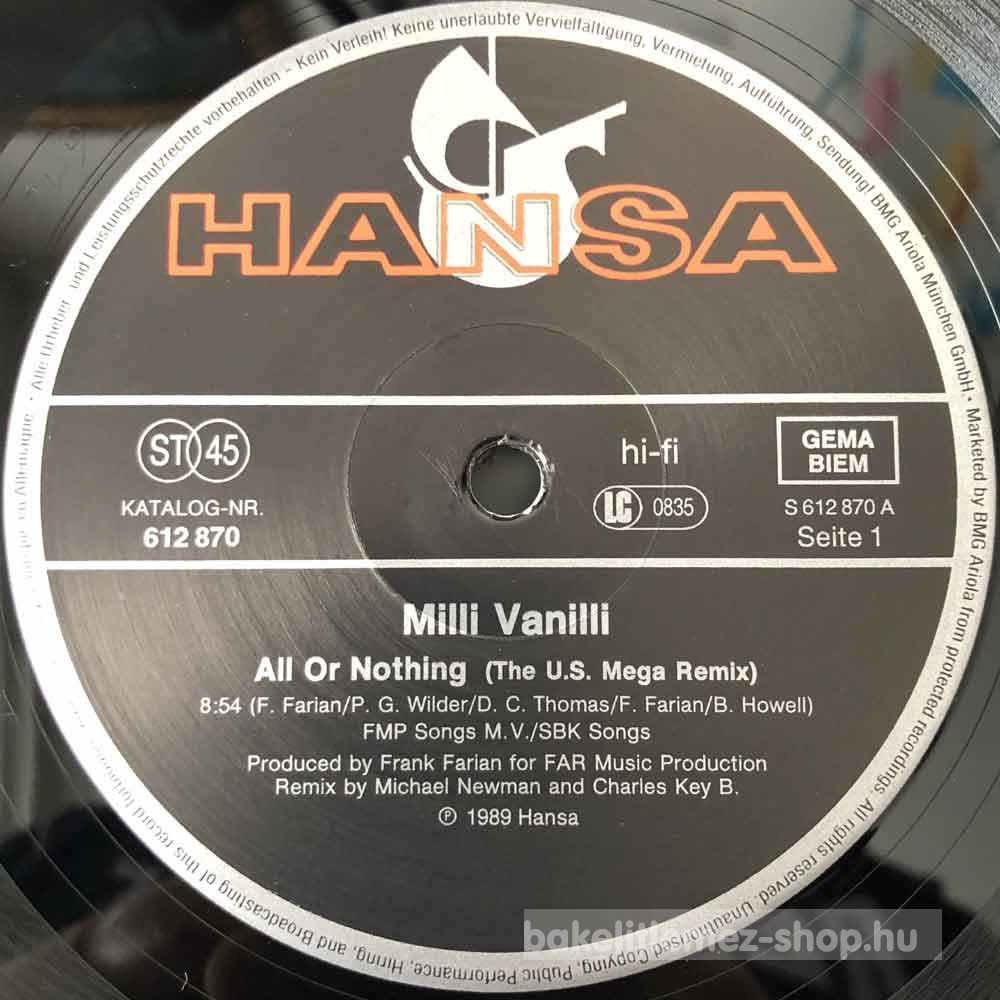 Alle Urheber- und Leistungsschutzrechte vorbehalten - Kein Verleih! Keine unerlaubte Vervielfältigung, Vermietung, Aufführung, Sendung! BMG Ariola München GmbH · Marketed by BMG Ariola from protected recordings. All rights reserved. Unauthorised Copying, Public Performance, Hiring, and Broadcasting of this record forbidden
en Allemagne ·
HANSA
ST 45
KATALOG-NR.
612 870
hi-fi
LC 0835
GEMA
BIEM
S 612 870 A
Seite 1
Milli Vanilli
All Or Nothing (The U.S. Mega Remix)
8:54 (F. Farian/P. G. Wilder/D. C. Thomas/F. Farian/B. Howell)
FMP Songs M.V./SBK Songs
Produced by Frank Farian for FAR Music Production
Remix by Michael Newman and Charles Key B.
℗ 1989 Hansa
bakelitlemez-shop.hu